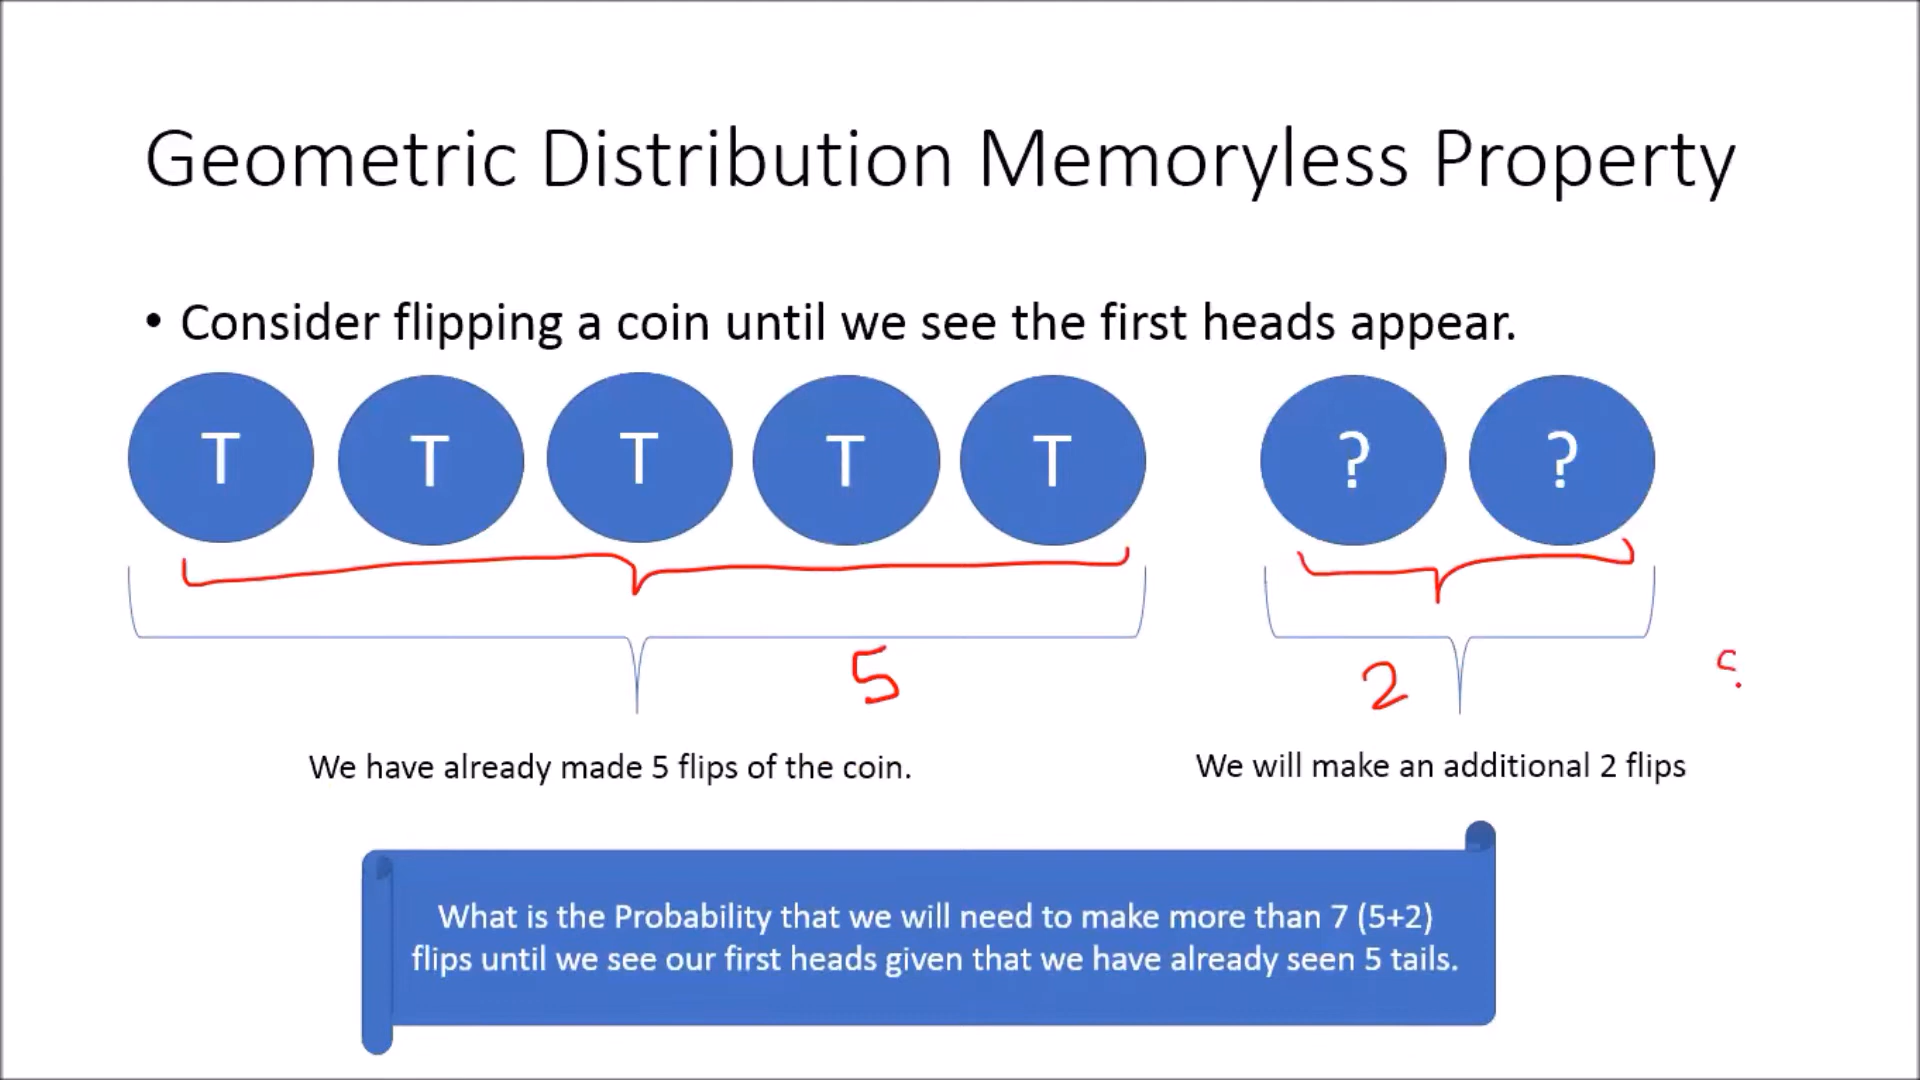 Geometric Distribution Memoryless Property
• Consider flipping a coin until we see the first heads appear.
T T T T T ? ?
5 2
We have already made 5 flips of the coin.
We will make an additional 2 flips
What is the Probability that we will need to make more than 7 (5+2)
flips until we see our first heads given that we have already seen 5 tails.